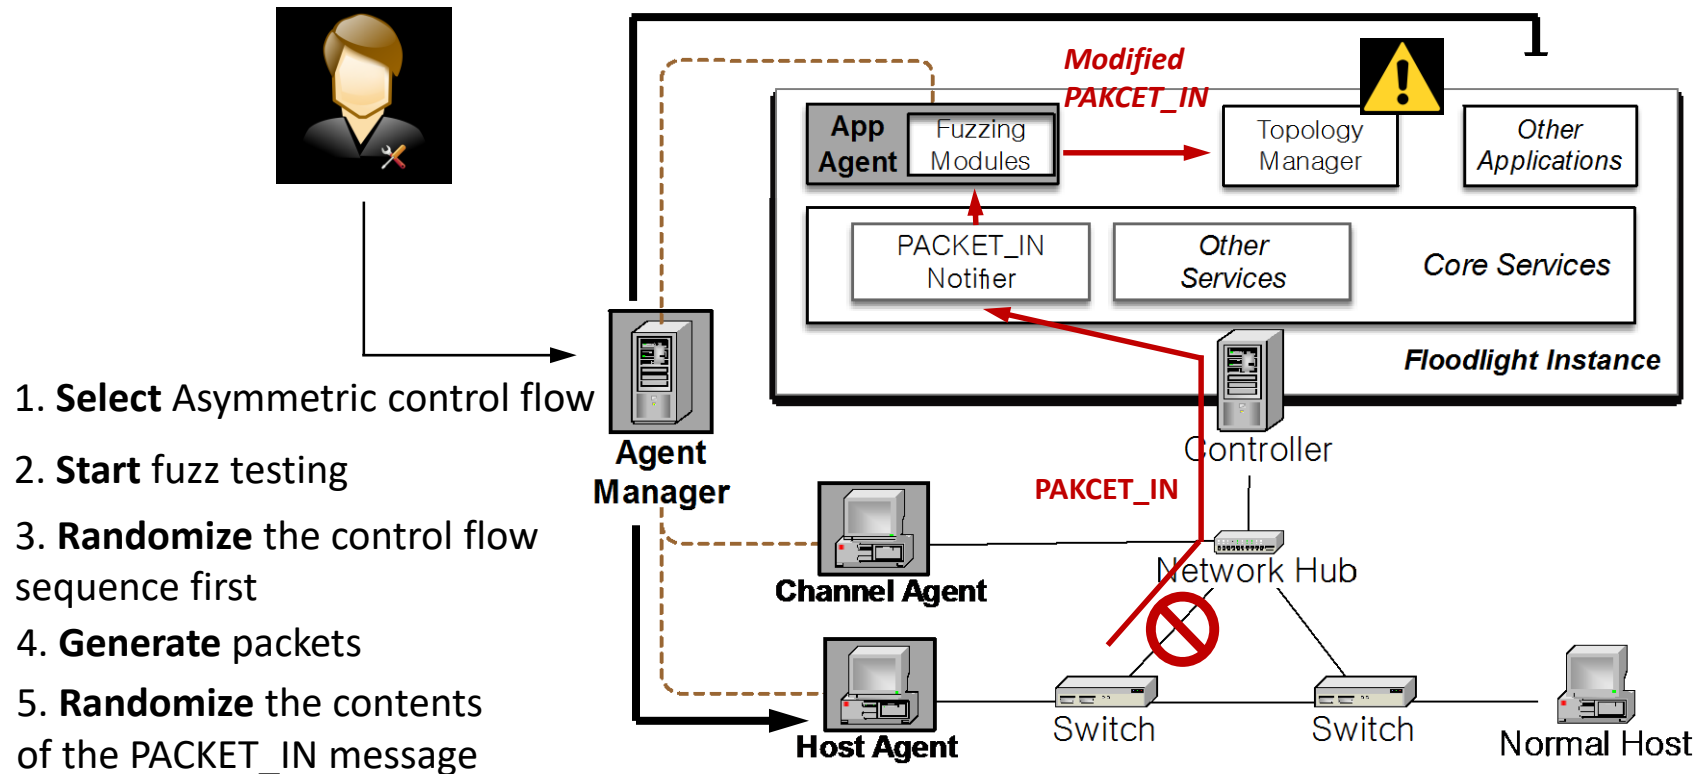 Modified
PAKCET_IN
App
Agent
Fuzzing
Modules
Topology
Manager
Other
Applications
PACKET_IN
Notifier
Other
Services
Core Services
Floodlight Instance
1. Select Asymmetric control flow
2. Start fuzz testing
3. Randomize the control flow
sequence first
4. Generate packets
5. Randomize the contents
of the PACKET_IN message
Agent
Manager
Controller
PAKCET_IN
Channel Agent
Network Hub
Host Agent
Switch
Switch
Normal Host